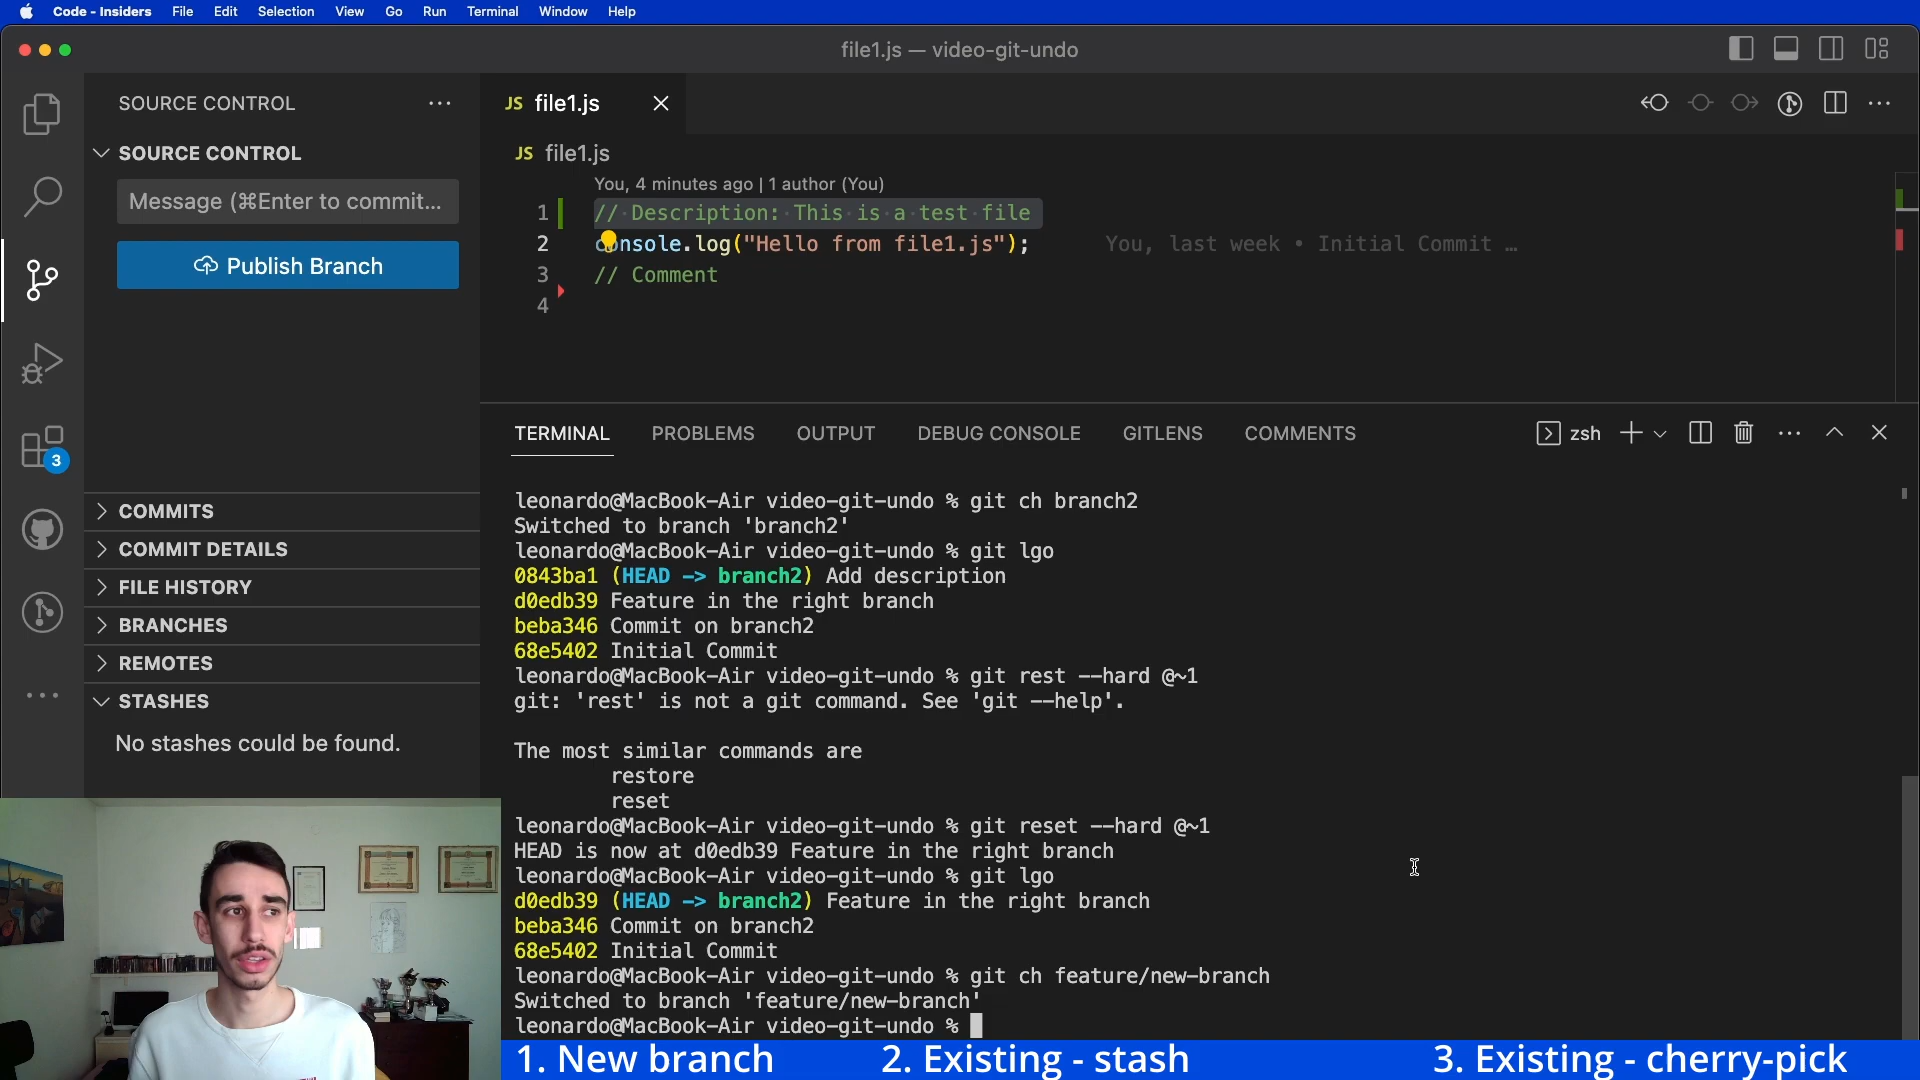 Code - Insiders File Edit Selection View Go Run Terminal Window Help
file1.js — video-git-undo
SOURCE CONTROL
SOURCE CONTROL
Message (⌘Enter to commit...
Publish Branch
3
COMMITS
COMMIT DETAILS
FILE HISTORY
BRANCHES
REMOTES
STASHES
No stashes could be found.
JS file1.js
JS file1.js
You, 4 minutes ago | 1 author (You)
1 // Description: This is a test file
2 console.log("Hello from file1.js"); You, last week • Initial Commit …
3 // Comment
4
TERMINAL PROBLEMS OUTPUT DEBUG CONSOLE GITLENS COMMENTS zsh
leonardo@MacBook-Air video-git-undo % git ch branch2
Switched to branch 'branch2'
leonardo@MacBook-Air video-git-undo % git lgo
0843ba1 (HEAD -> branch2) Add description
d0edb39 Feature in the right branch
beba346 Commit on branch2
68e5402 Initial Commit
leonardo@MacBook-Air video-git-undo % git rest --hard @~1
git: 'rest' is not a git command. See 'git --help'.
The most similar commands are
restore
reset
leonardo@MacBook-Air video-git-undo % git reset --hard @~1
HEAD is now at d0edb39 Feature in the right branch
leonardo@MacBook-Air video-git-undo % git lgo
d0edb39 (HEAD -> branch2) Feature in the right branch
beba346 Commit on branch2
68e5402 Initial Commit
leonardo@MacBook-Air video-git-undo % git ch feature/new-branch
Switched to branch 'feature/new-branch'
leonardo@MacBook-Air video-git-undo %
1. New branch 2. Existing - stash 3. Existing - cherry-pick